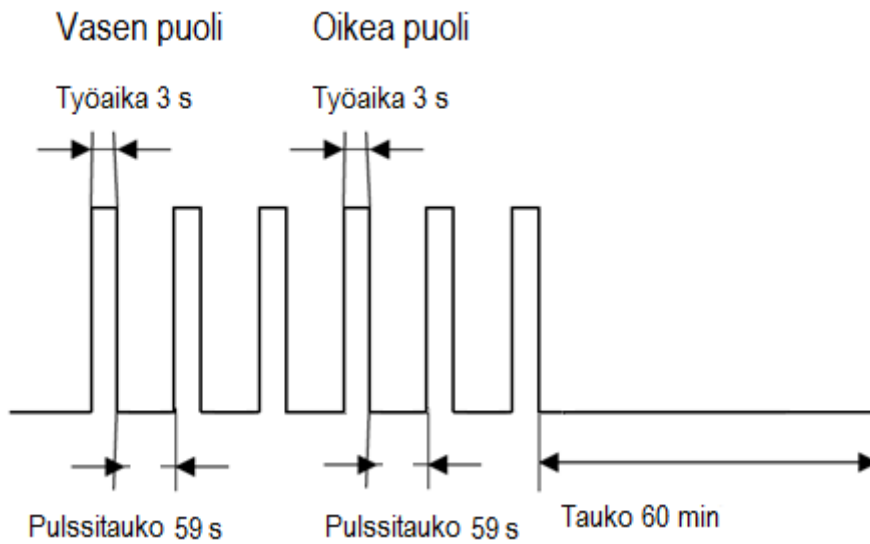 Vasen puoli
Oikea puoli
Työaika 3 s
Työaika 3 s
Pulssitauko 59 s
Pulssitauko 59 s
Tauko 60 min